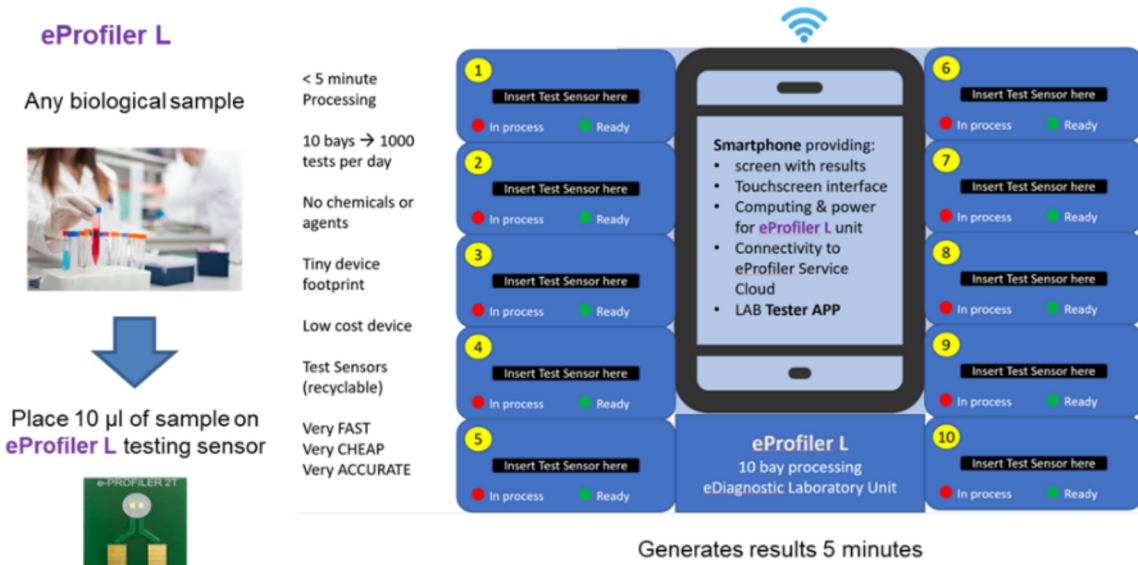 eProfiler L
Any biological sample
Place 10 µl of sample on
eProfiler L testing sensor
e-PROFILER 2T
< 5 minute
Processing
10 bays → 1000
tests per day
No chemicals or
agents
Tiny device
footprint
Low cost device
Test Sensors
(recyclable)
Very FAST
Very CHEAP
Very ACCURATE
1
Insert Test Sensor here
In process Ready
2
Insert Test Sensor here
In process Ready
3
Insert Test Sensor here
In process Ready
4
Insert Test Sensor here
In process Ready
5
Insert Test Sensor here
In process Ready
Smartphone providing:
• screen with results
• Touchscreen interface
• Computing & power
for eProfiler L unit
• Connectivity to
eProfiler Service
Cloud
• LAB Tester APP
eProfiler L
10 bay processing
eDiagnostic Laboratory Unit
6
Insert Test Sensor here
In process Ready
7
Insert Test Sensor here
In process Ready
8
Insert Test Sensor here
In process Ready
9
Insert Test Sensor here
In process Ready
10
Insert Test Sensor here
In process Ready
Generates results 5 minutes